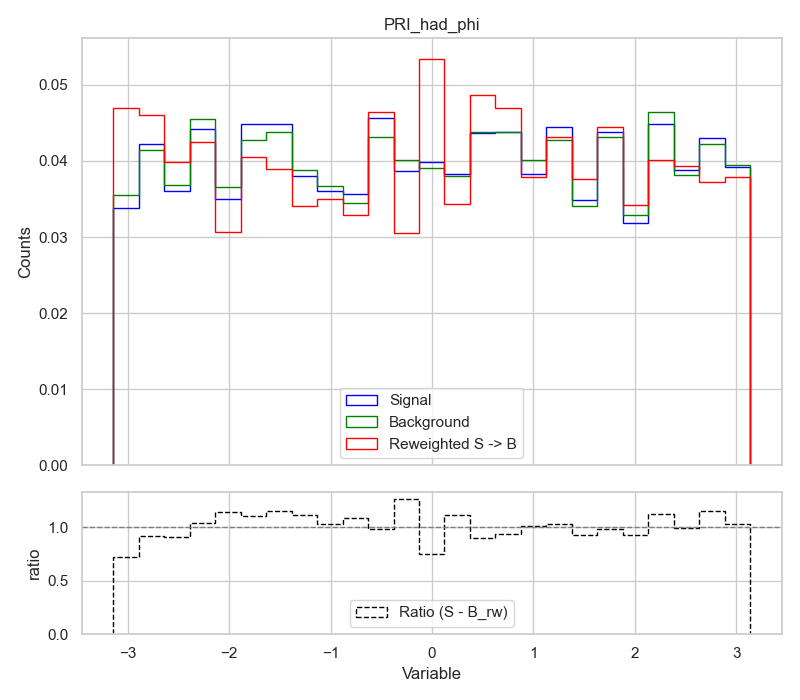 PRI_had_phi
Counts
0.05
0.04
0.03
0.02
0.01
0.00
Signal
Background
Reweighted S -> B
ratio
1.0
0.5
0.0
Ratio (S - B_rw)
−3 −2 −1 0 1 2 3
Variable